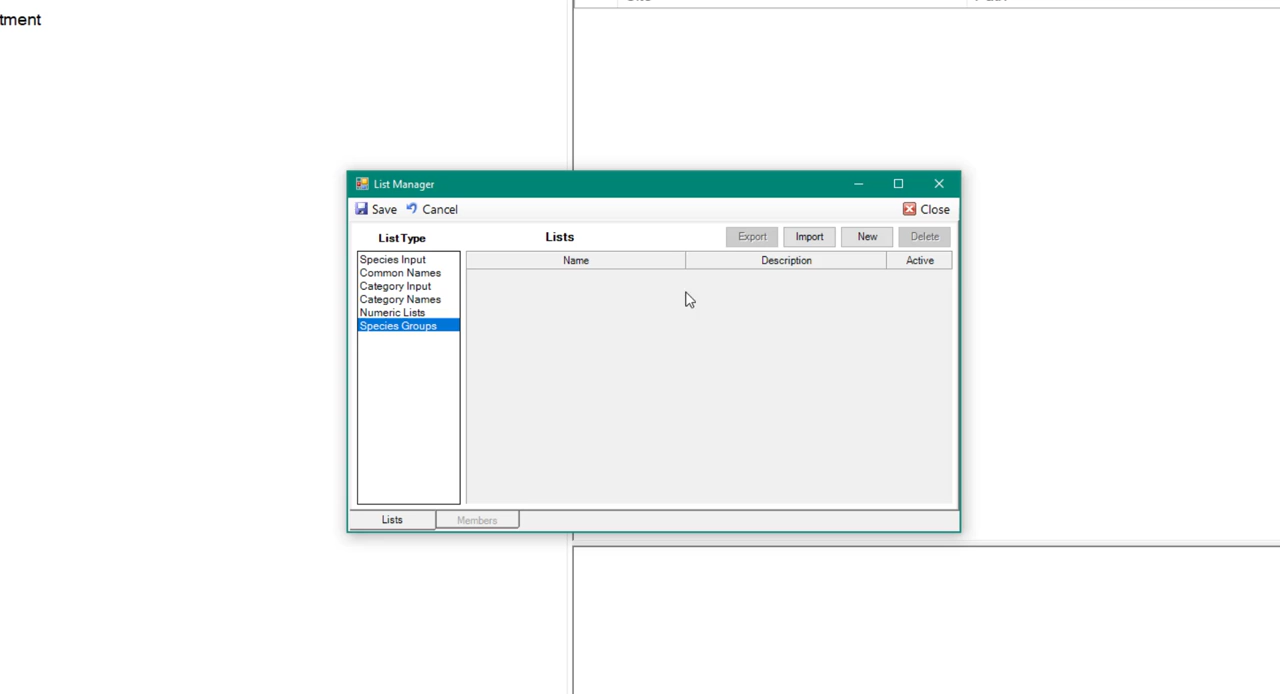 tment
List Manager
Save Cancel Close
List Type Lists Export Import New Delete
Name Description Active
Species Input
Common Names
Category Input
Category Names
Numeric Lists
Species Groups
Lists Members